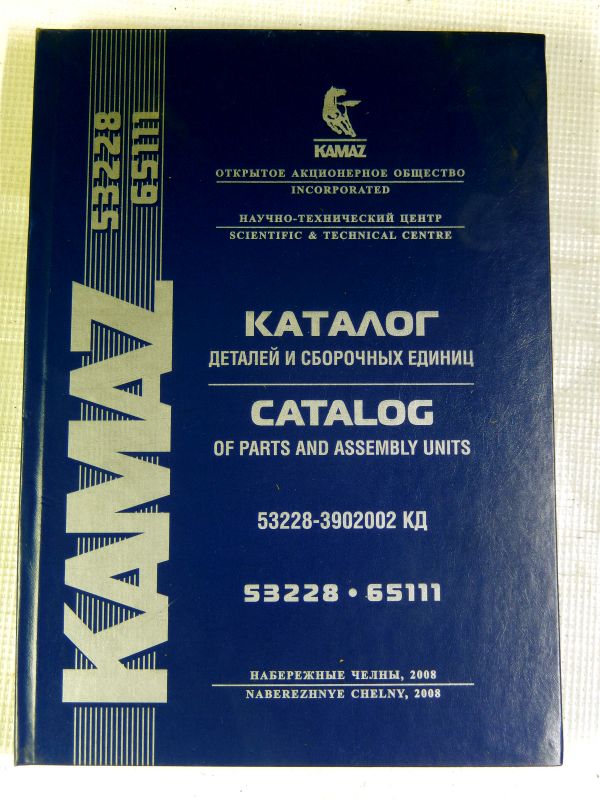 53228
65111
KAMAZ
KAMAZ
ОТКРЫТОЕ АКЦИОНЕРНОЕ ОБЩЕСТВО
INCORPORATED
НАУЧНО-ТЕХНИЧЕСКИЙ ЦЕНТР
SCIENTIFIC & TECHNICAL CENTRE
КАТАЛОГ
ДЕТАЛЕЙ И СБОРОЧНЫХ ЕДИНИЦ
CATALOG
OF PARTS AND ASSEMBLY UNITS
53228-3902002 КД
53228 • 65111
НАБЕРЕЖНЫЕ ЧЕЛНЫ, 2008
NABEREZHNYE CHELNY, 2008